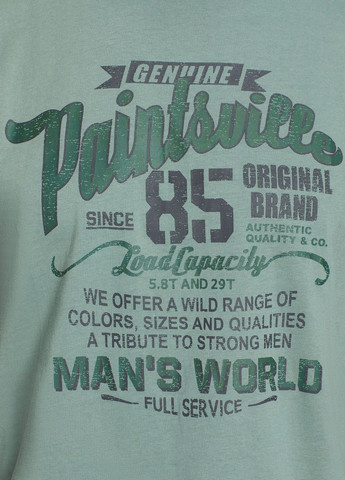 GENUINE
Paintsville
SINCE 85 ORIGINAL
BRAND
AUTHENTIC
QUALITY & CO.
Load Capacity
5.8T AND 29T
WE OFFER A WILD RANGE OF
COLORS, SIZES AND QUALITIES
A TRIBUTE TO STRONG MEN
MAN'S WORLD
FULL SERVICE